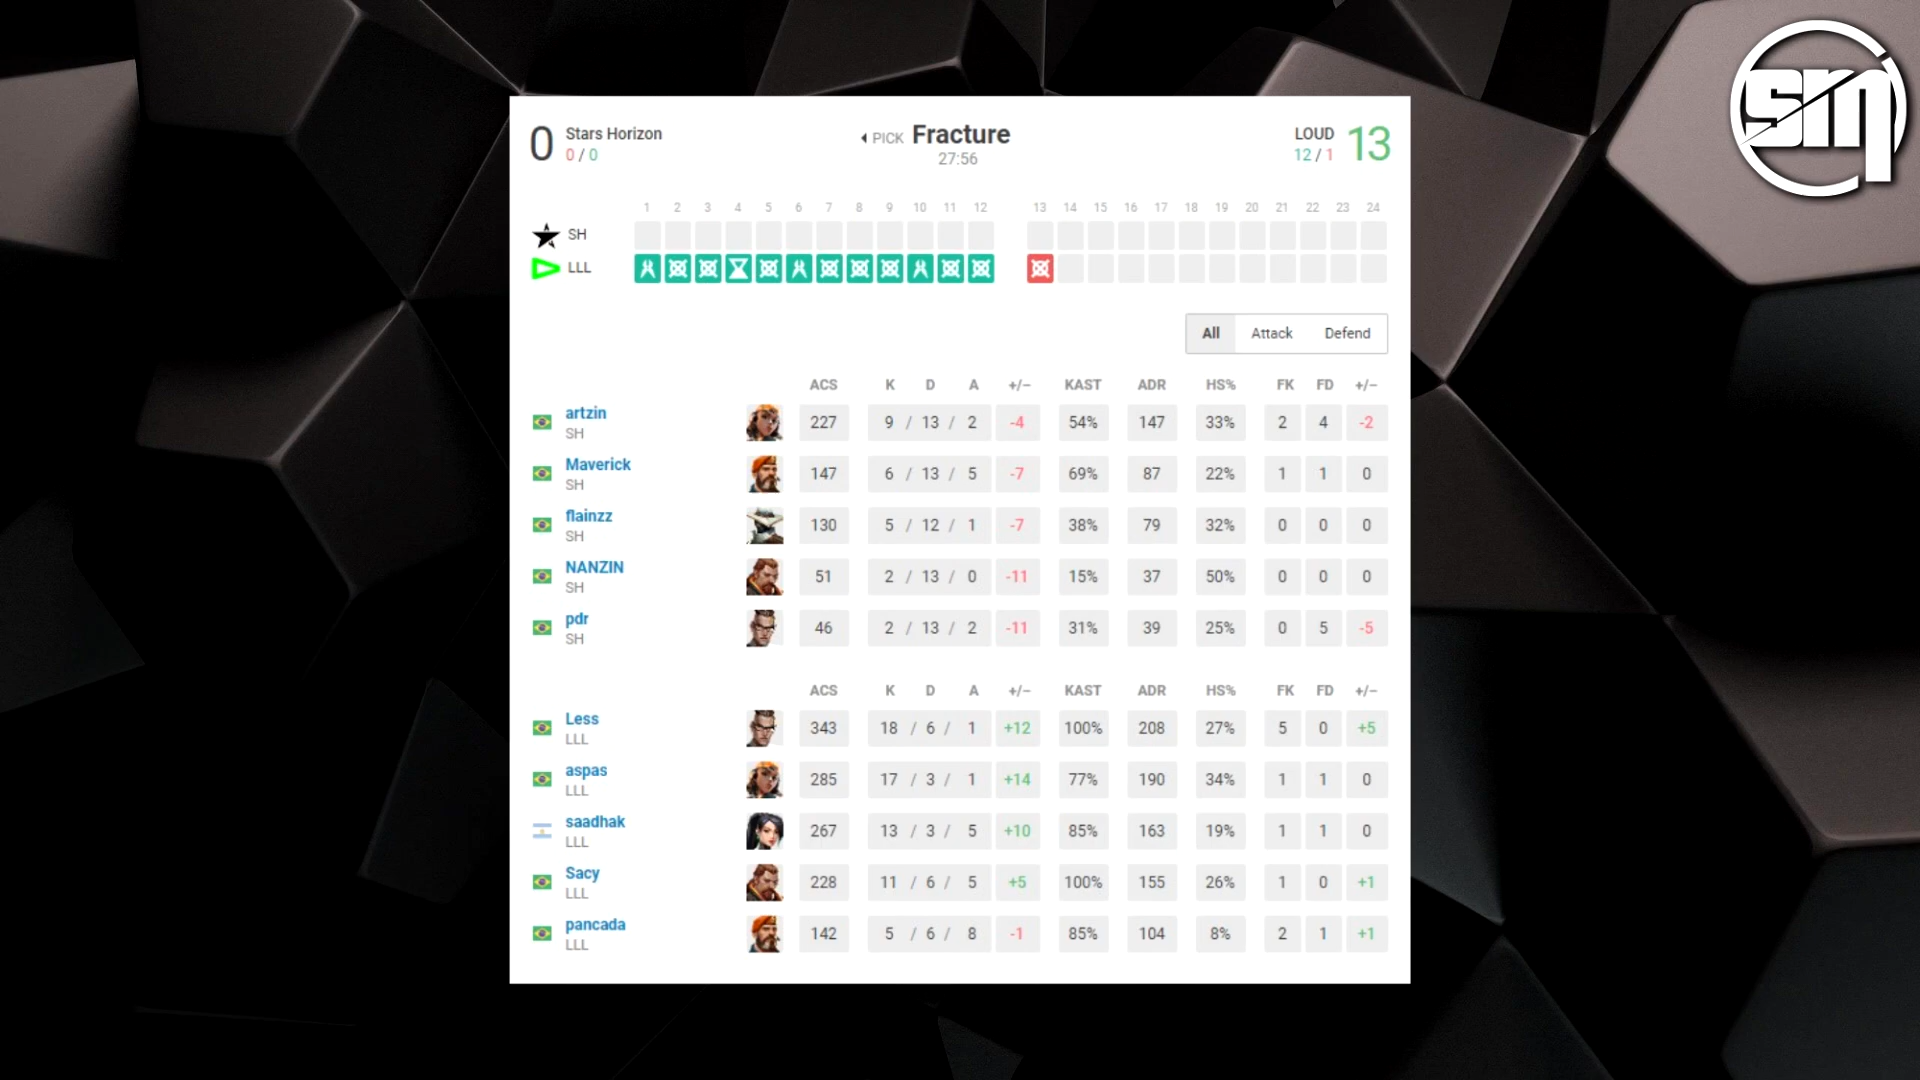 0 Stars Horizon 0 / 0
PICK Fracture
27:56
LOUD 12 / 1 13
1 2 3 4 5 6 7 8 9 10 11 12 13 14 15 16 17 18 19 20 21 22 23 24
SH
LLL
All Attack Defend
ACS K D A +/– KAST ADR HS% FK FD +/–
artzin SH 227 9 / 13 / 2 -4 54% 147 33% 2 4 -2
Maverick SH 147 6 / 13 / 5 -7 69% 87 22% 1 1 0
flainzz SH 130 5 / 12 / 1 -7 38% 79 32% 0 0 0
NANZIN SH 51 2 / 13 / 0 -11 15% 37 50% 0 0 0
pdr SH 46 2 / 13 / 2 -11 31% 39 25% 0 5 -5
ACS K D A +/– KAST ADR HS% FK FD +/–
Less LLL 343 18 / 6 / 1 +12 100% 208 27% 5 0 +5
aspas LLL 285 17 / 3 / 1 +14 77% 190 34% 1 1 0
saadhak LLL 267 13 / 3 / 5 +10 85% 163 19% 1 1 0
Sacy LLL 228 11 / 6 / 5 +5 100% 155 26% 1 0 +1
pancada LLL 142 5 / 6 / 8 -1 85% 104 8% 2 1 +1